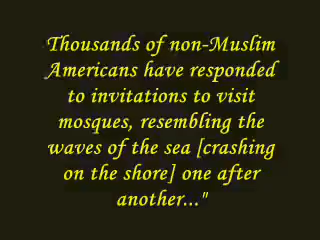 Thousands of non-Muslim
Americans have responded
to invitations to visit
mosques, resembling the
waves of the sea [crashing
on the shore] one after
another..."